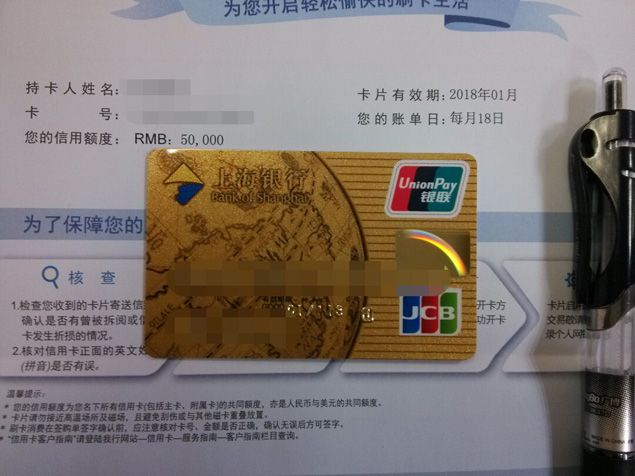 为您开启轻松愉快的刷卡生活
持卡人姓名:
卡号:
您的信用额度: RMB: 50,000
卡片有效期: 2018年01月
您的账单日: 每月18日
上海银行
Bank of Shanghai
UnionPay
银联
JCB
为了保障您的
核 查
1.检查您收到的卡片寄送信
确认是否有曾被拆阅或
卡发生折损的情况。
2.核对信用卡正面的英文
(拼音)是否有误。
开卡方
功开卡
卡片启
交易敬
录个人网
温馨提示:
* 您的信用额度为您名下所有信用卡(包括主卡、附属卡)的共同额度，亦是人民币与美元的共同额度。
* 卡片请勿接近高温场所及磁场，且避免刮伤或与其他磁卡重叠放置。
* 刷卡消费在签购单签字确认前，应注意核对卡号、金额是否正确，确认无误后方可签字。
* “信用卡客户指南”请登陆我行网站—信用卡—服务指南—客户指南栏目查询。